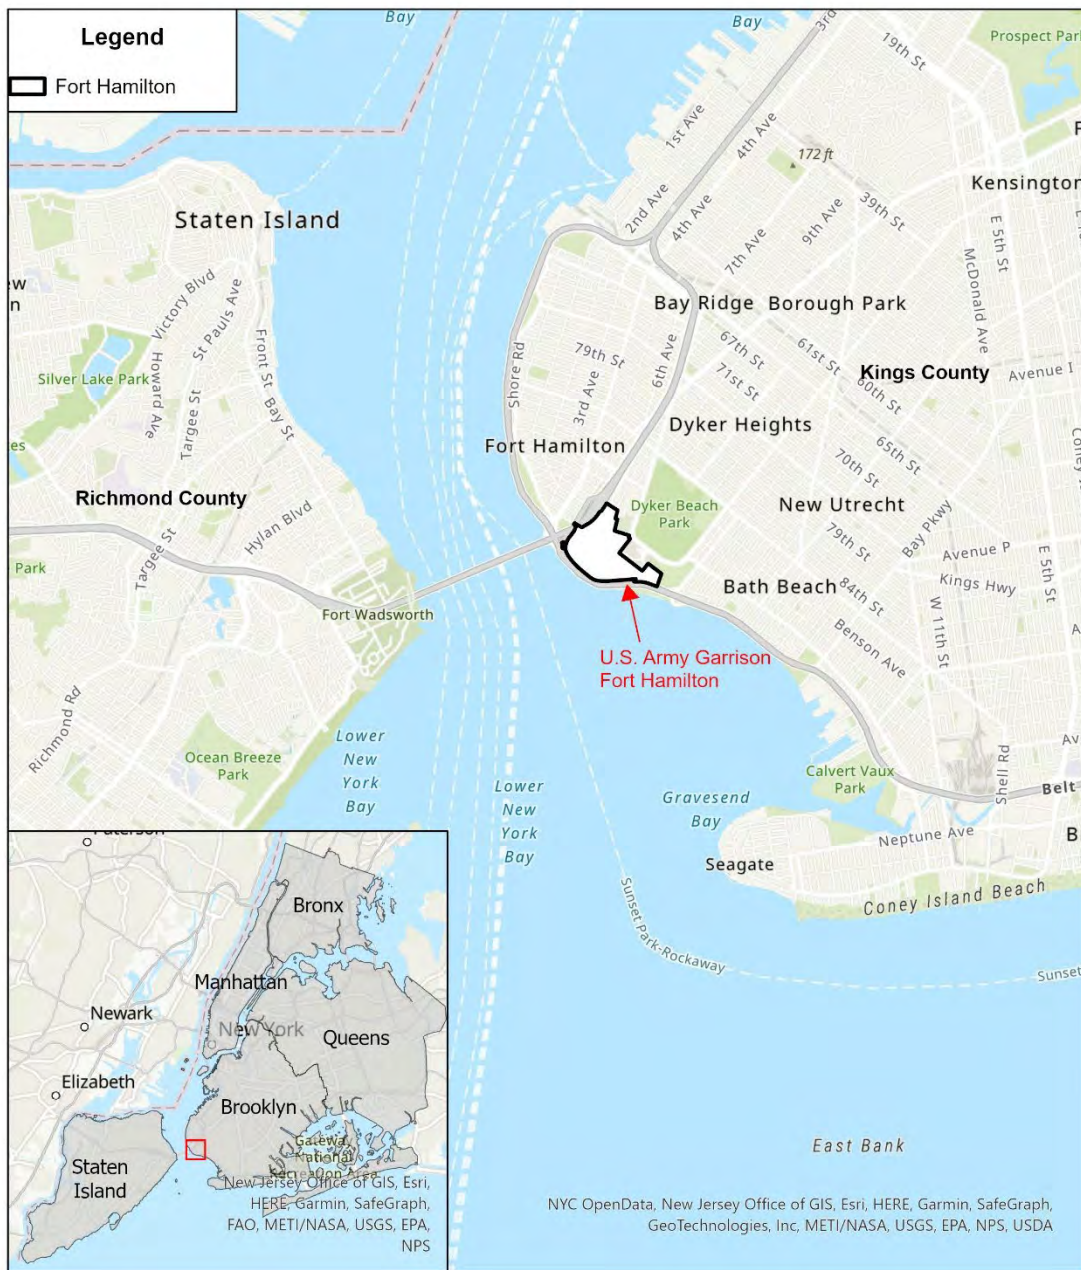 Legend
Fort Hamilton
Bay
Bay
3rd
19th St
Prospect Park
1st Ave
4th Ave
172 ft
Kensington
2nd Ave
4th Ave
7th Ave
9th Ave
39th St
E 5th St
McDonald Ave
Staten Island
Victory Blvd
St Pauls Ave
Howard Ave
Targee St
Front St
Bay St
Silver Lake Park
Bay Ridge
Borough Park
67th St
61st St
71st St
60th St
Kings County
Avenue I
79th St
3rd Ave
6th Ave
Shore Rd
Dyker Heights
65th St
70th St
Fort Hamilton
Richmond County
Hylan Blvd
Targee St
Dyker Beach
Park
New Utrecht
79th St
Bay Pkwy
Avenue P
Kings Hwy
E 5th St
Park
Bath Beach
84th St
W 11th St
Fort Wadsworth
Benson Ave
U.S. Army Garrison
Fort Hamilton
Richmond Rd
Ocean Breeze
Park
Lower
New
York
Bay
Lower
New
York
Bay
Gravesend
Bay
Calvert Vaux
Park
Shell Rd
Belt
Neptune Ave
Seagate
Coney Island Beach
Sunset Park-Rockaway
Sunset
East Bank
Bronx
Manhattan
Newark
New York
Queens
Elizabeth
Brooklyn
Staten
Island
Gateway
National
Recreation Area
New Jersey Office of GIS, Esri,
HERE, Garmin, SafeGraph,
FAO, METI/NASA, USGS, EPA,
NPS
NYC OpenData, New Jersey Office of GIS, Esri, HERE, Garmin, SafeGraph,
GeoTechnologies, Inc, METI/NASA, USGS, EPA, NPS, USDA